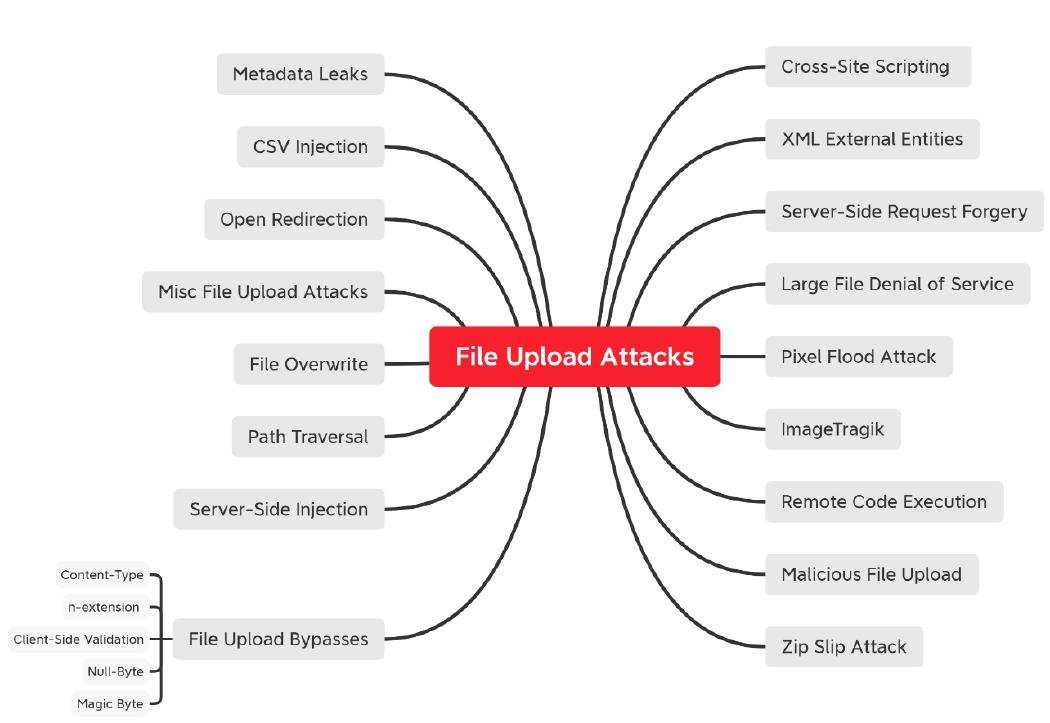 File Upload Attacks
Metadata Leaks
CSV Injection
Open Redirection
Misc File Upload Attacks
File Overwrite
Path Traversal
Server-Side Injection
File Upload Bypasses
Content-Type
n-extension
Client-Side Validation
Null-Byte
Magic Byte
Cross-Site Scripting
XML External Entities
Server-Side Request Forgery
Large File Denial of Service
Pixel Flood Attack
ImageTragik
Remote Code Execution
Malicious File Upload
Zip Slip Attack